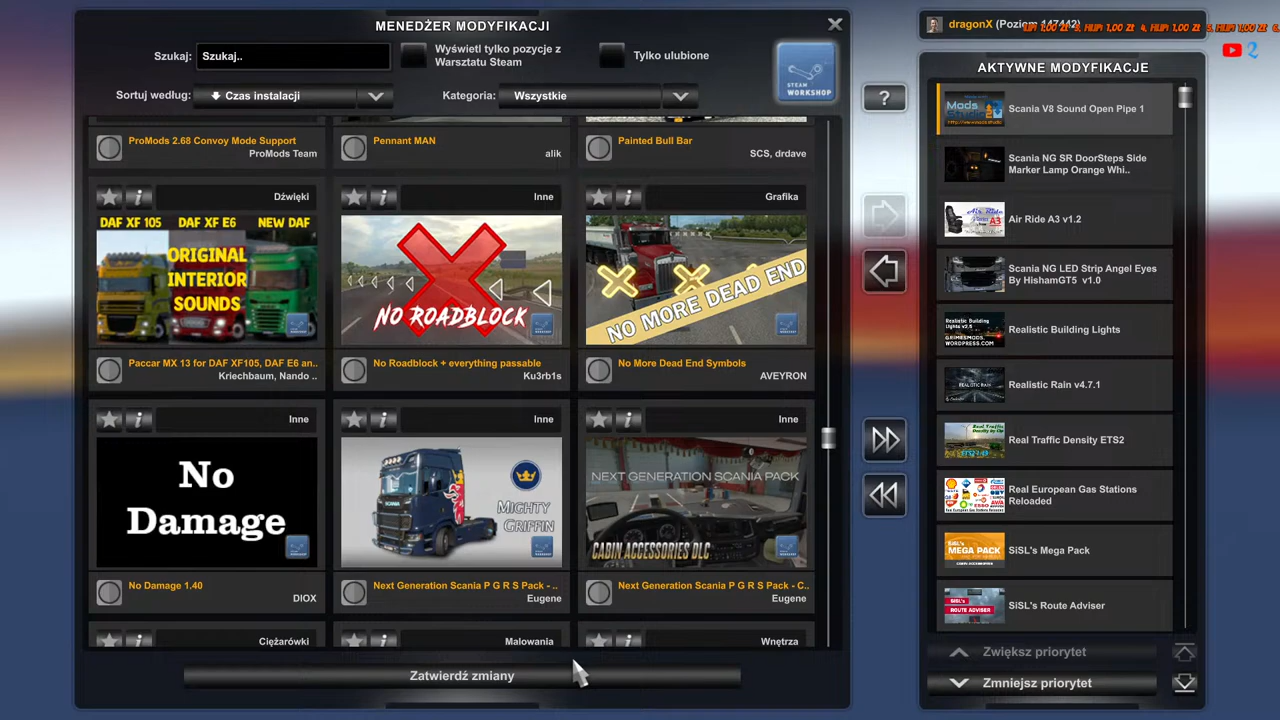 MENEDŻER MODYFIKACJI
Szukaj:
Szukaj..
Wyświetl tylko pozycje z
Warsztatu Steam
Tylko ulubione
STEAM
WORKSHOP
Sortuj według:
Czas instalacji
Kategoria:
Wszystkie
ProMods 2.68 Convoy Mode Support
ProMods Team
Pennant MAN
alik
Painted Bull Bar
SCS, drdave
Dźwięki
DAF XF 105 DAF XF E6 NEW DAF
ORIGINAL
INTERIOR
SOUNDS
Paccar MX 13 for DAF XF105, DAF E6 an..
Kriechbaum, Nando ..
Inne
NO ROADBLOCK
No Roadblock + everything passable
Ku3rb1s
Grafika
NO MORE DEAD END
No More Dead End Symbols
AVEYRON
Inne
No
Damage
No Damage 1.40
DIOX
Inne
MIGHTY
GRIFFIN
Next Generation Scania P G R S Pack - ..
Eugene
Inne
NEXT GENERATION SCANIA PACK
CABIN ACCESSORIES DLC
Next Generation Scania P G R S Pack - C..
Eugene
Ciężarówki
Malowania
Wnętrza
Zatwierdź zmiany
?
dragonX (Poziom 147442)
AKTYWNE MODYFIKACJE
Scania V8 Sound Open Pipe 1
Scania NG SR DoorSteps Side
Marker Lamp Orange Whi..
Air Ride A3 v1.2
Scania NG LED Strip Angel Eyes
By HishamGT5 v1.0
Realistic Building Lights
Realistic Rain v4.7.1
Real Traffic Density ETS2
Real European Gas Stations
Reloaded
SiSL's Mega Pack
SiSL's Route Adviser
Zwiększ priorytet
Zmniejsz priorytet